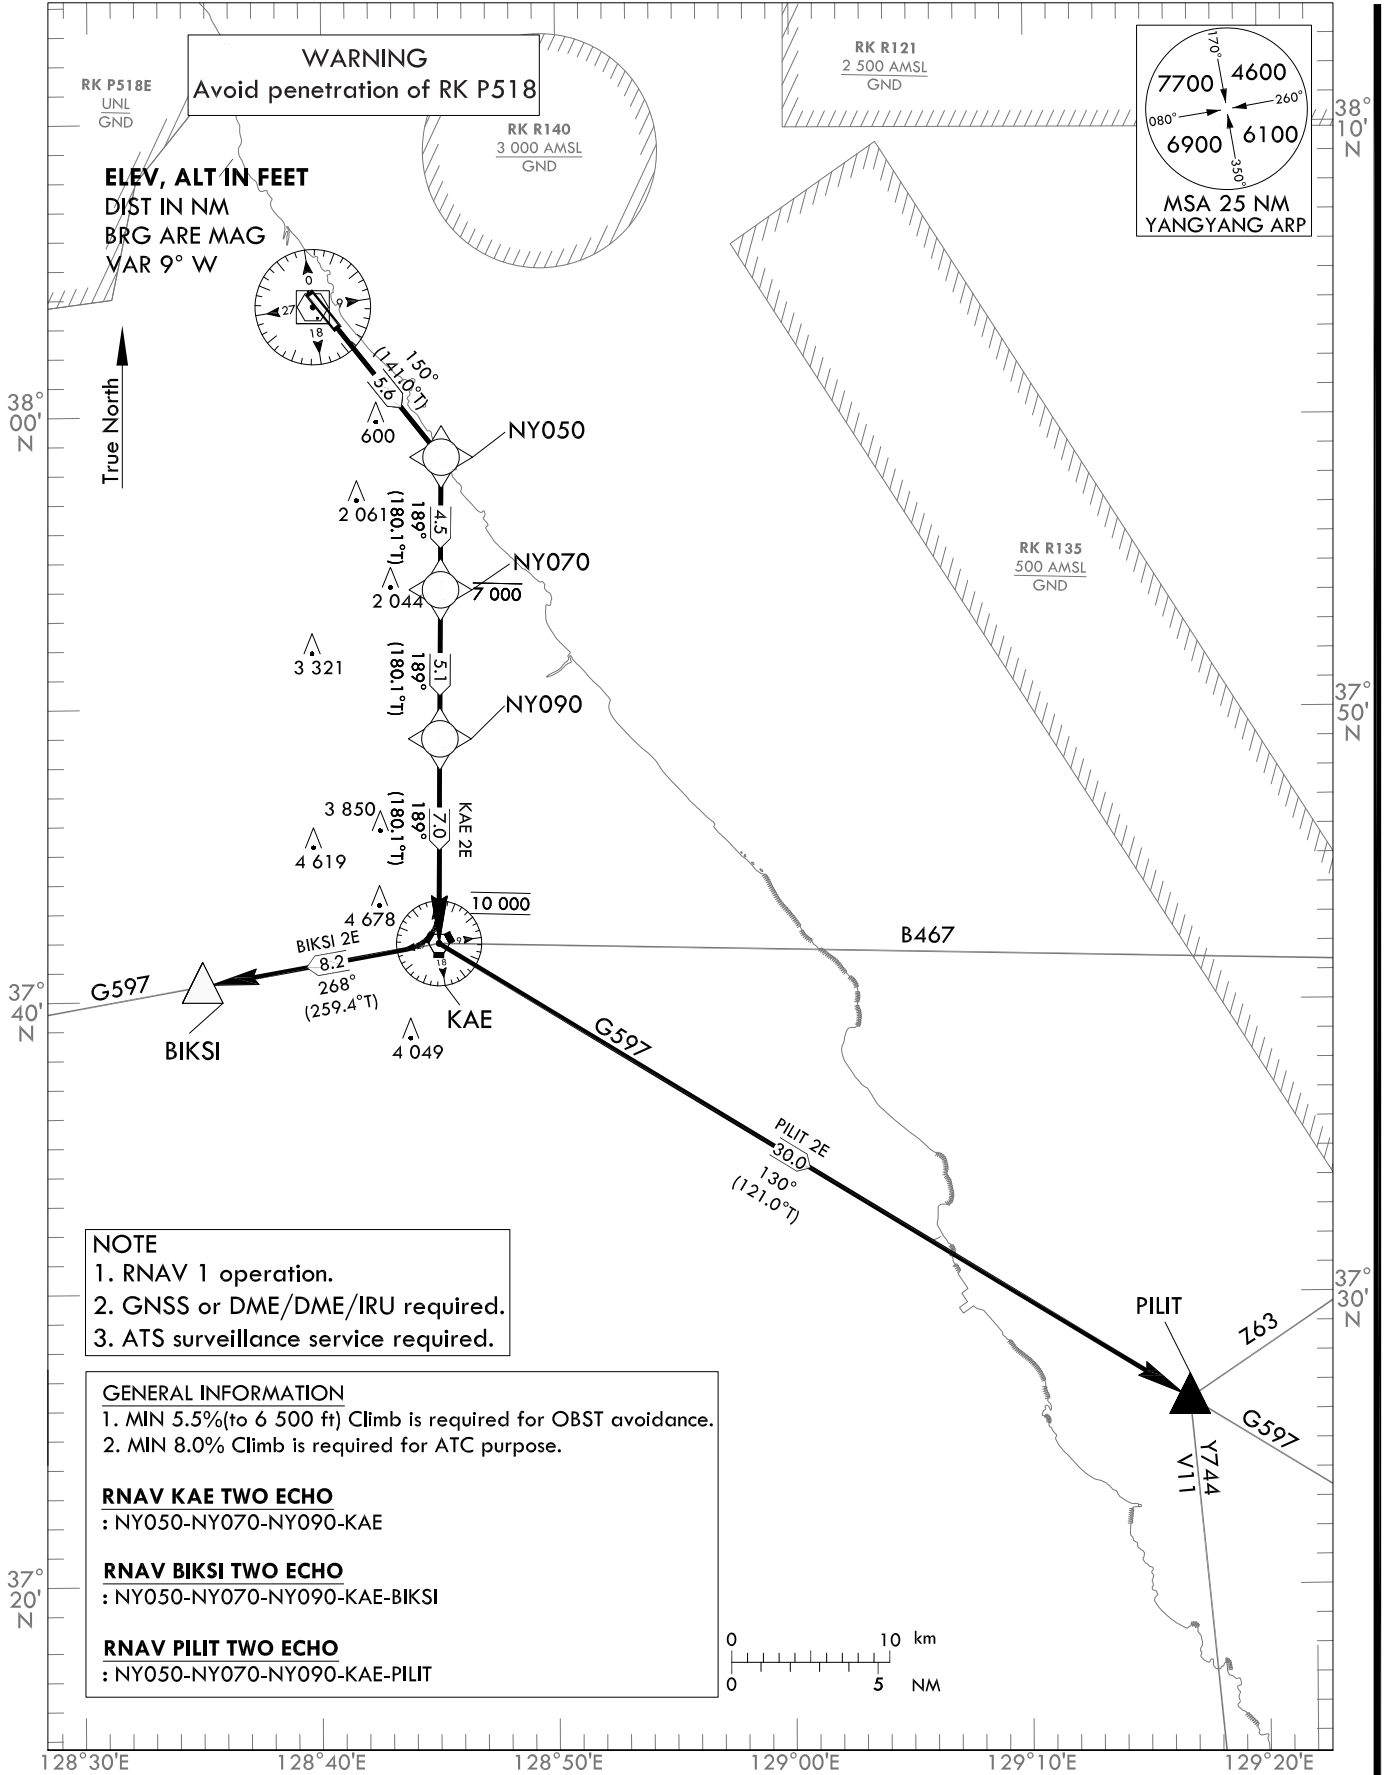 WARNING
Avoid penetration of RK P518
RK P518E
UNL
GND
RK R140
3 000 AMSL
GND
RK R121
2 500 AMSL
GND
170°
7700
4600
260°
080°
6900
6100
350°
MSA 25 NM
YANGYANG ARP
38°
10'
N
ELEV, ALT IN FEET
DIST IN NM
BRG ARE MAG
VAR 9° W
True North
0
9
18
27
150°
(141.0°T)
5.6
38°
00'
N
600
NY050
2 061
4.5
189°
(180.1°T)
NY070
7 000
2 044
RK R135
500 AMSL
GND
3 321
5.1
189°
(180.1°T)
37°
50'
N
NY090
3 850
4 619
7.0
189°
(180.1°T)
KAE 2E
4 678
10 000
9
18
B467
BIKSI 2E
8.2
268°
(259.4°T)
G597
37°
40'
N
BIKSI
KAE
4 049
G597
PILIT 2E
30.0
130°
(121.0°T)
NOTE
1. RNAV 1 operation.
2. GNSS or DME/DME/IRU required.
3. ATS surveillance service required.
37°
30'
N
PILIT
Z63
G597
Y744
V11
GENERAL INFORMATION
1. MIN 5.5%(to 6 500 ft) Climb is required for OBST avoidance.
2. MIN 8.0% Climb is required for ATC purpose.
RNAV KAE TWO ECHO
: NY050-NY070-NY090-KAE
RNAV BIKSI TWO ECHO
: NY050-NY070-NY090-KAE-BIKSI
RNAV PILIT TWO ECHO
: NY050-NY070-NY090-KAE-PILIT
37°
20'
N
0 10 km
0 5 NM
128°30'E 128°40'E 128°50'E 129°00'E 129°10'E 129°20'E